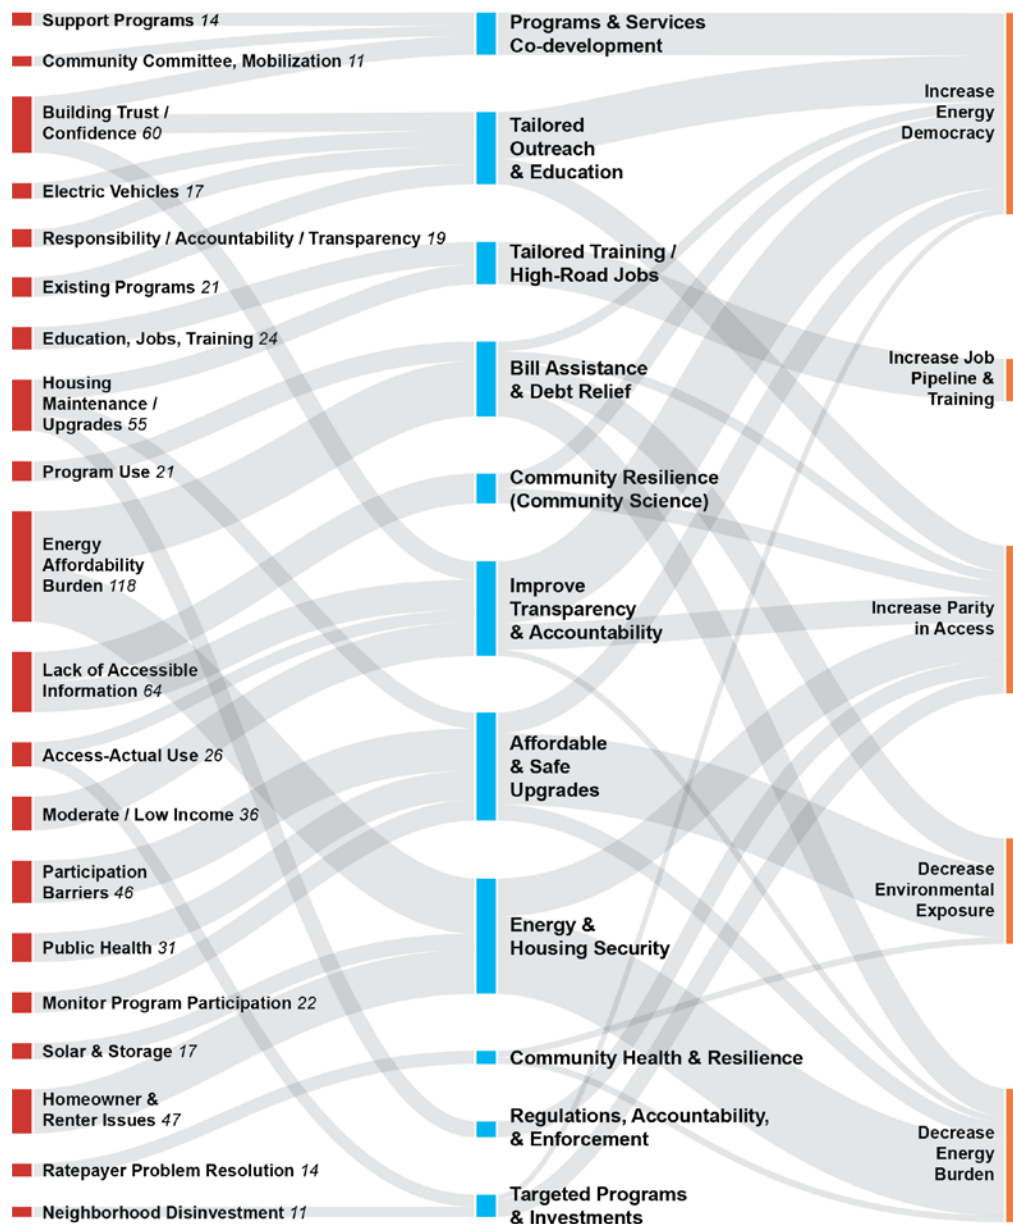 Support Programs 14
Community Committee, Mobilization 11
Building Trust /
Confidence 60
Electric Vehicles 17
Responsibility / Accountability / Transparency 19
Existing Programs 21
Education, Jobs, Training 24
Housing
Maintenance /
Upgrades 55
Program Use 21
Energy
Affordability
Burden 118
Lack of Accessible
Information 64
Access-Actual Use 26
Moderate / Low Income 36
Participation
Barriers 46
Public Health 31
Monitor Program Participation 22
Solar & Storage 17
Homeowner &
Renter Issues 47
Ratepayer Problem Resolution 14
Neighborhood Disinvestment 11
Programs & Services
Co-development
Tailored
Outreach
& Education
Tailored Training /
High-Road Jobs
Bill Assistance
& Debt Relief
Community Resilience
(Community Science)
Improve
Transparency
& Accountability
Affordable
& Safe
Upgrades
Energy &
Housing Security
Community Health & Resilience
Regulations, Accountability,
& Enforcement
Targeted Programs
& Investments
Increase
Energy
Democracy
Increase Job
Pipeline &
Training
Increase Parity
in Access
Decrease
Environmental
Exposure
Decrease
Energy
Burden